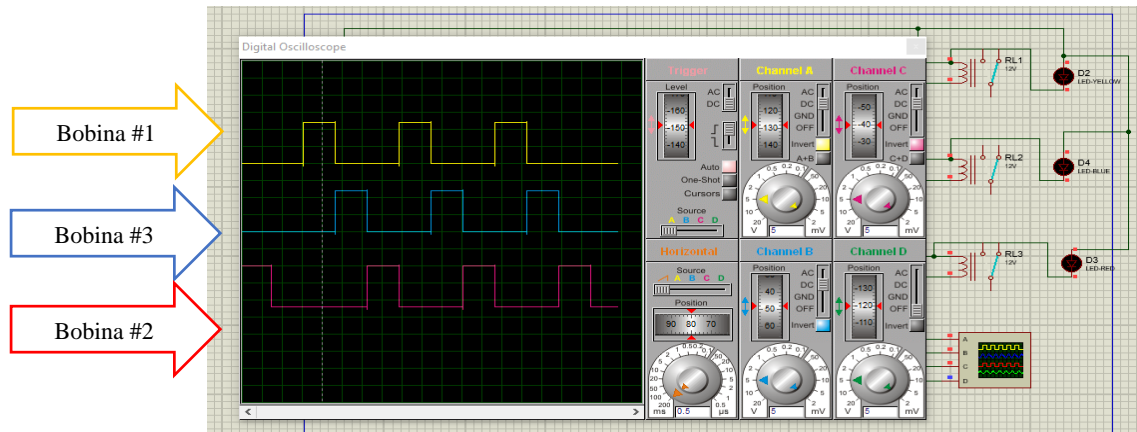 Digital Oscilloscope
Bobina #1
Bobina #3
Bobina #2
Trigger
Level
-160
-150
-140
AC
DC
Auto
One-Shot
Cursors
Source
A B C D
Channel A
Position
-120
-130
-140
AC
DC
GND
OFF
Invert
A+B
V
5
mV
Channel C
Position
-50
-40
-30
AC
DC
GND
OFF
Invert
C+D
V
5
mV
Horizontal
Source
A B C D
Position
90 80 70
ms
0.5
µs
Channel B
Position
40
50
60
AC
DC
GND
OFF
Invert
V
5
mV
Channel D
Position
-130
-120
-110
AC
DC
GND
OFF
Invert
V
5
mV
RL1
12V
D2
LED-YELLOW
RL2
12V
D4
LED-BLUE
RL3
12V
D3
LED-RED
A
B
C
D